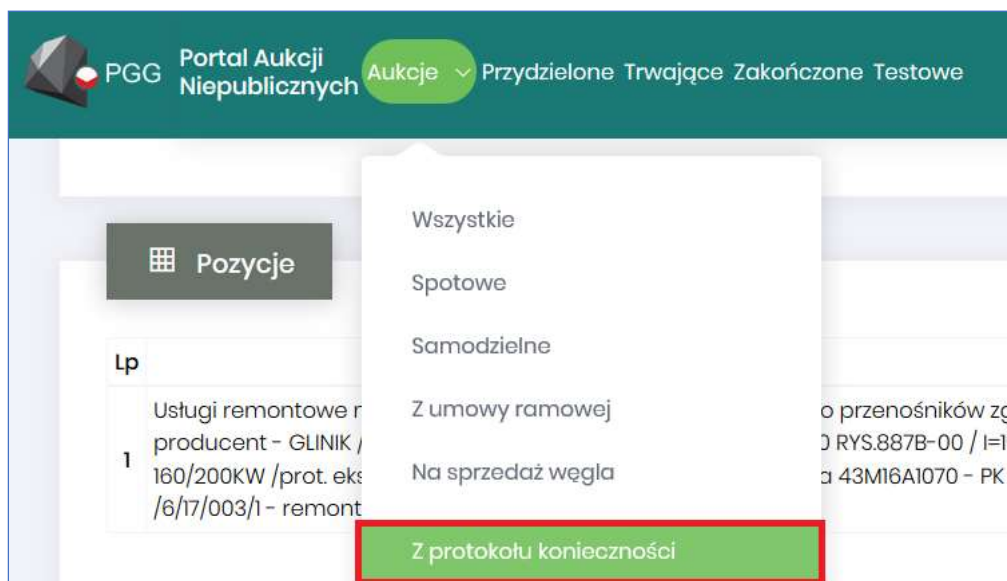 PGG
Portal Aukcji
Niepublicznych
Aukcje Przydzielone Trwające Zakończone Testowe
Wszystkie
Spotowe
Samodzielne
Z umowy ramowej
Na sprzedaż węgla
Z protokołu konieczności
Pozycje
Lp
1
Usługi remontowe r o przenośników zg
producent - GLINIK / 0 RYS.887B-00 / I=1
160/200KW /prot. eks a 43M16A1070 - PK
/6/17/003/1 - remont